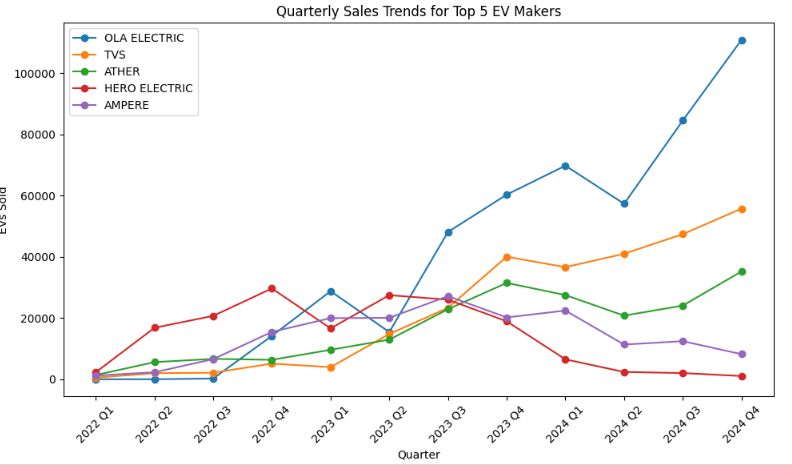 Quarterly Sales Trends for Top 5 EV Makers
OLA ELECTRIC
TVS
ATHER
HERO ELECTRIC
AMPERE
100000
80000
60000
40000
20000
0
EVs Sold
2022 Q1
2022 Q2
2022 Q3
2022 Q4
2023 Q1
2023 Q2
2023 Q3
2023 Q4
2024 Q1
2024 Q2
2024 Q3
2024 Q4
Quarter